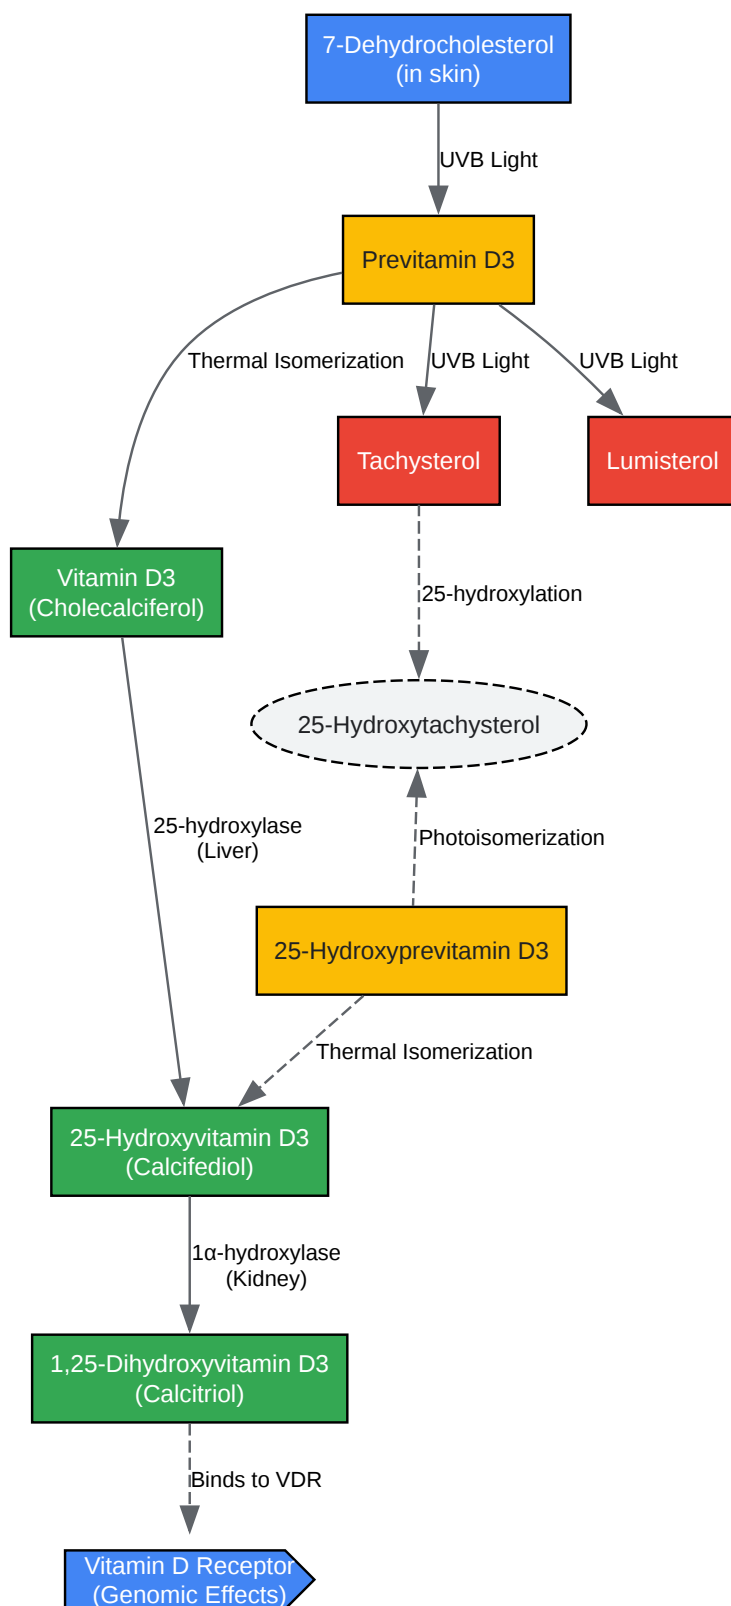 7-Dehydrocholesterol
(in skin)
UVB Light
Previtamin D3
Thermal Isomerization
UVB Light
UVB Light
Tachysterol
Lumisterol
Vitamin D3
(Cholecalciferol)
25-hydroxylation
25-Hydroxytachysterol
25-hydroxylase
(Liver)
Photoisomerization
25-Hydroxyprevitamin D3
Thermal Isomerization
25-Hydroxyvitamin D3
(Calcifediol)
1α-hydroxylase
(Kidney)
1,25-Dihydroxyvitamin D3
(Calcitriol)
Binds to VDR
Vitamin D Receptor
(Genomic Effects)